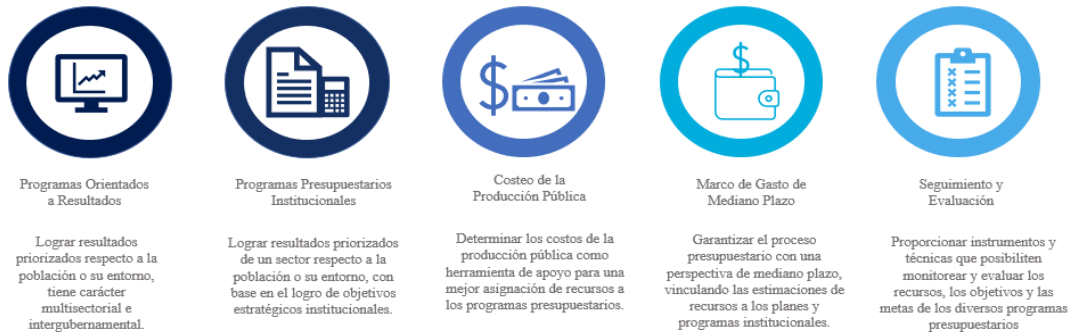 Programas Orientados
a Resultados
Lograr resultados
priorizados respecto a la
población o su entorno,
tiene carácter
multisectorial e
intergubernamental.
Programas Presupuestarios
Institucionales
Lograr resultados priorizados
de un sector respecto a la
población o su entorno, con
base en el logro de objetivos
estratégicos institucionales.
Costeo de la
Producción Pública
Determinar los costos de la
producción pública como
herramienta de apoyo para una
mejor asignación de recursos a
los programas presupuestarios.
Marco de Gasto de
Mediano Plazo
Garantizar el proceso
presupuestario con una
perspectiva de mediano plazo,
vinculando las estimaciones de
recursos a los planes y
programas institucionales.
Seguimiento y
Evaluación
Proporcionar instrumentos y
técnicas que posibiliten
monitorear y evaluar los
recursos, los objetivos y las
metas de los diversos programas
presupuestarios